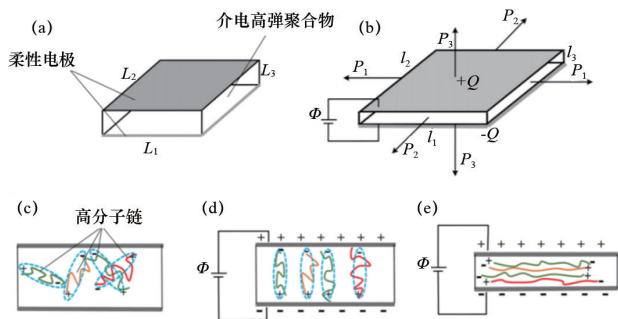 (a)
介电高弹聚合物
柔性电极
L₂
L₃
L₁
(b)
P₂
P₃
l₂
l₃
P₁
P₁
+Q
Φ
l₁
-Q
P₂
P₃
(c)
高分子链
(d)
+ + + + + + +
Φ
- - - - - - -
(e)
+ + + + + + +
Φ
- - - - - - -